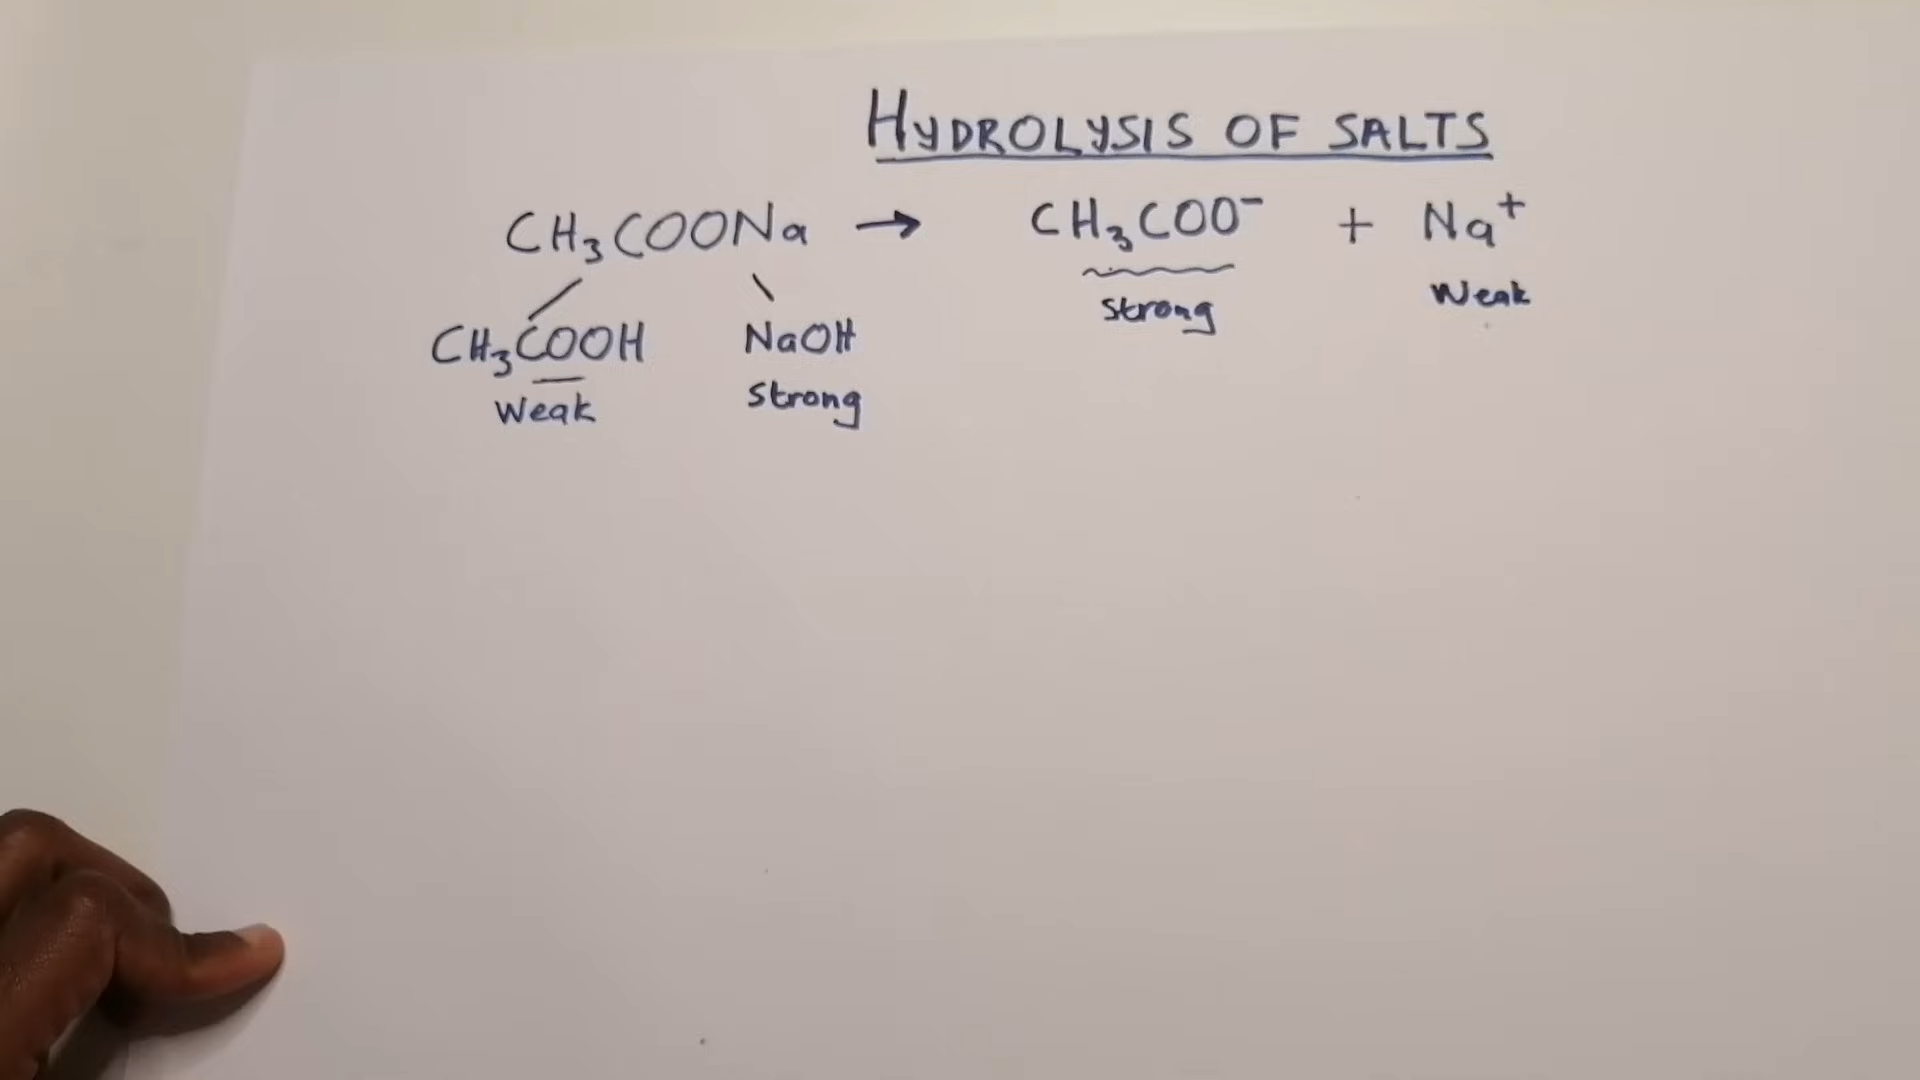 HYDROLYSIS OF SALTS
CH₃COONa → CH₃COO⁻ + Na⁺
Strong Weak
CH₃COOH NaOH
Weak Strong